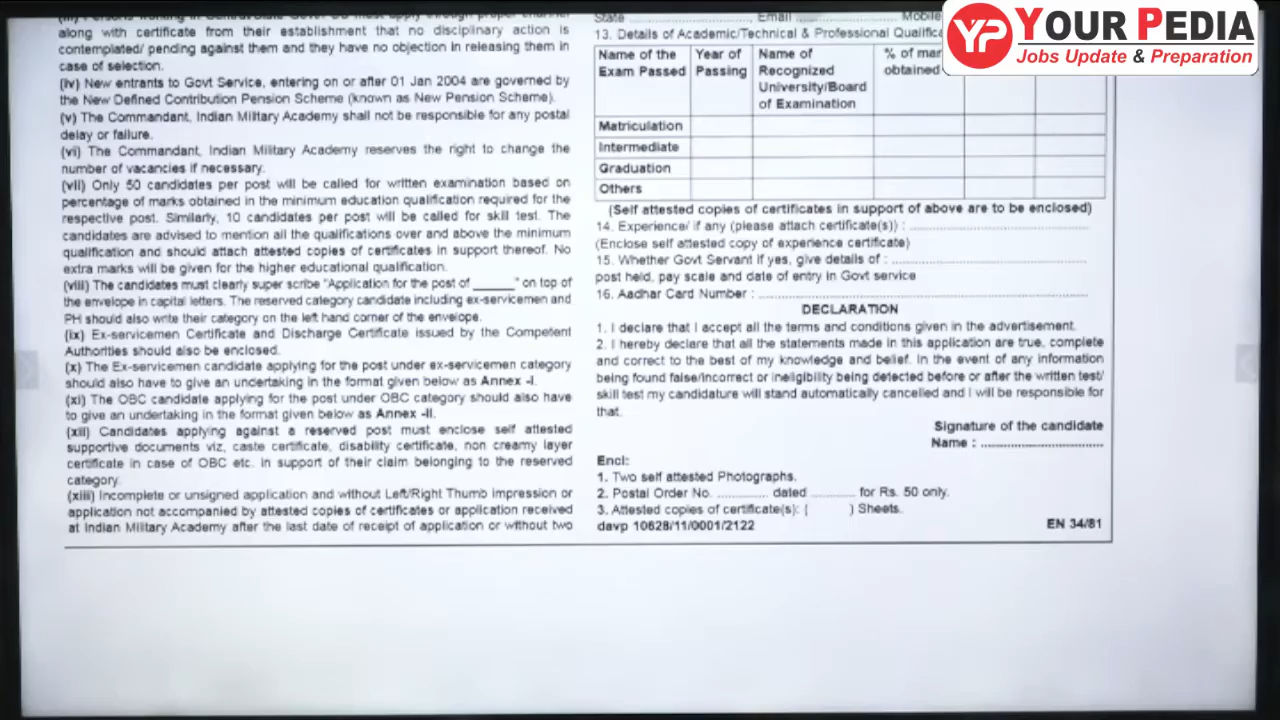 (iii) Persons working in Central/State Govt/
must apply through proper channel
along with certificate from their establishment that no disciplinary action is
contemplated/ pending against them and they have no objection in releasing them in
case of selection.
(iv) New entrants to Govt Service, entering on or after 01 Jan 2004 are governed by
the New Defined Contribution Pension Scheme (known as New Pension Scheme).
(v) The Commandant, Indian Military Academy shall not be responsible for any postal
delay or failure.
(vi) The Commandant, Indian Military Academy reserves the right to change the
number of vacancies if necessary.
(vii) Only 50 candidates per post will be called for written examination based on
percentage of marks obtained in the minimum education qualification required for the
respective post. Similarly, 10 candidates per post will be called for skill test. The
candidates are advised to mention all the qualifications over and above the minimum
qualification and should attach attested copies of certificates in support thereof. No
extra marks will be given for the higher educational qualification.
(viii) The candidates must clearly super scribe "Application for the post of ______" on top of
the envelope in capital letters. The reserved category candidate including ex-servicemen and
PH should also write their category on the left hand corner of the envelope.
(ix) Ex-servicemen Certificate and Discharge Certificate issued by the Competent
Authorities should also be enclosed.
(x) The Ex-servicemen candidate applying for the post under ex-servicemen category
should also have to give an undertaking in the format given below as Annex -I.
(xi) The OBC candidate applying for the post under OBC category should also have
to give an undertaking in the format given below as Annex -II.
(xii) Candidates applying against a reserved post must enclose self attested
supportive documents viz, caste certificate, disability certificate, non creamy layer
certificate in case of OBC etc. in support of their claim belonging to the reserved
category.
(xiii) Incomplete or unsigned application and without Left/Right Thumb Impression or
application not accompanied by attested copies of certificates or application received
at Indian Military Academy after the last date of receipt of application or without two
State .............................., Email .................... Mobile
13. Details of Academic/Technical & Professional Qualifica
Name of the Exam Passed
Year of Passing
Name of Recognized University/Board of Examination
% of mar obtained
Matriculation
Intermediate
Graduation
Others
(Self attested copies of certificates in support of above are to be enclosed)
14. Experience/ if any (please attach certificate(s)) : ..............................
(Enclose self attested copy of experience certificate)
15. Whether Govt Servant if yes, give details of : ..............................
post held, pay scale and date of entry in Govt service
16. Aadhar Card Number : ..............................
DECLARATION
1. I declare that I accept all the terms and conditions given in the advertisement.
2. I hereby declare that all the statements made in this application are true, complete
and correct to the best of my knowledge and belief. In the event of any information
being found false/incorrect or ineligibility being detected before or after the written test/
skill test my candidature will stand automatically cancelled and I will be responsible for
that.
Signature of the candidate
Name : ..............................
Encl:
1. Two self attested Photographs.
2. Postal Order No. ............ dated .......... for Rs. 50 only.
3. Attested copies of certificate(s): ( ) Sheets.
davp 10628/11/0001/2122
EN 34/81
YP YOUR PEDIA
Jobs Update & Preparation